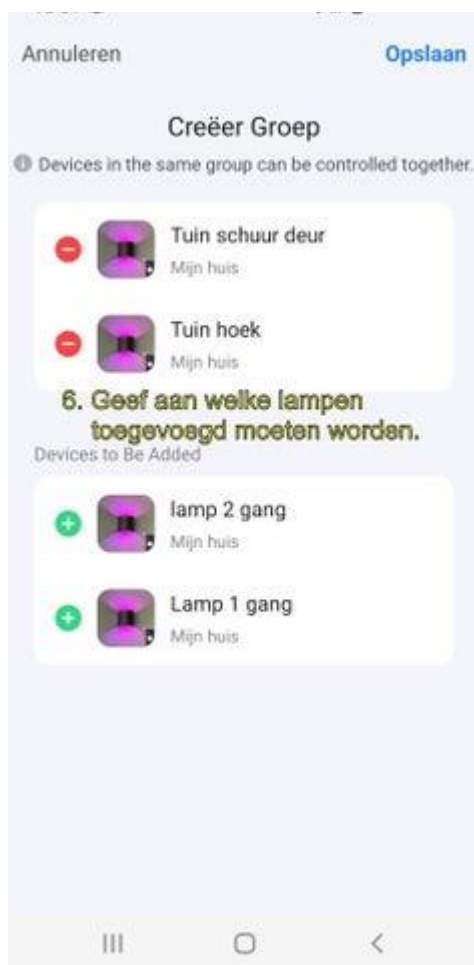 Annuleren
Opslaan
Creëer Groep
Devices in the same group can be controlled together.
Tuin schuur deur
Mijn huis
Tuin hoek
Mijn huis
6. Geef aan welke lampen
toegevoegd moeten worden.
Devices to Be Added
lamp 2 gang
Mijn huis
Lamp 1 gang
Mijn huis